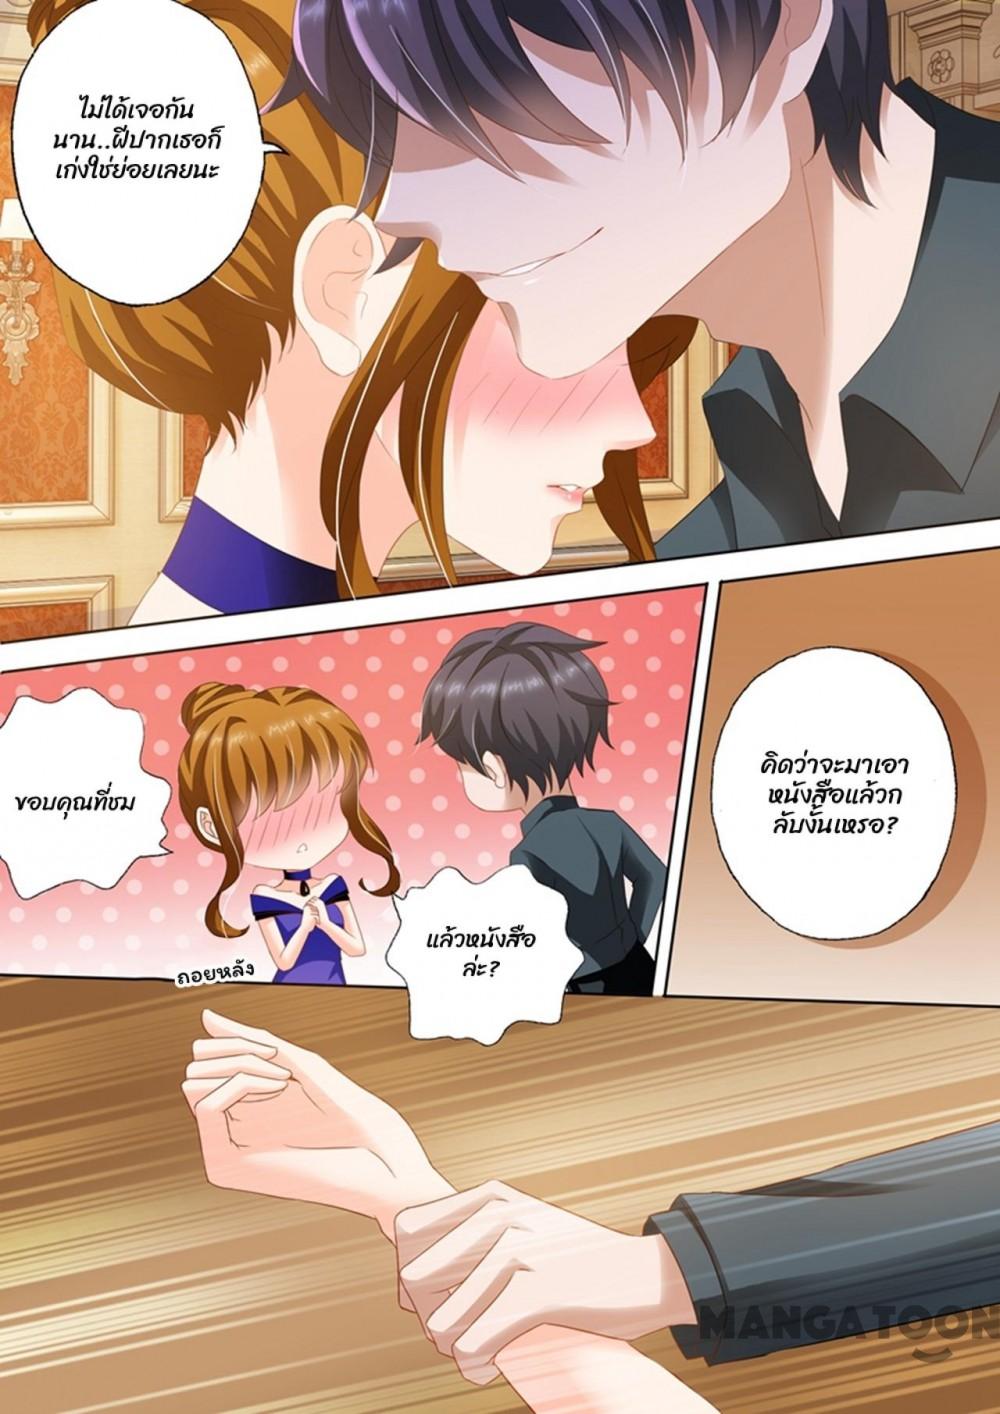 ไม่ได้เจอกัน
นาน..ฝีปากเธอก็
เก่งใช่ย่อยเลยนะ
ขอบคุณที่ชม
แล้วหนังสือ
ล่ะ?
ถอยหลัง
คิดว่าจะมาเอา
หนังสือแล้วก
ลับงั้นเหรอ?
MANGATOON